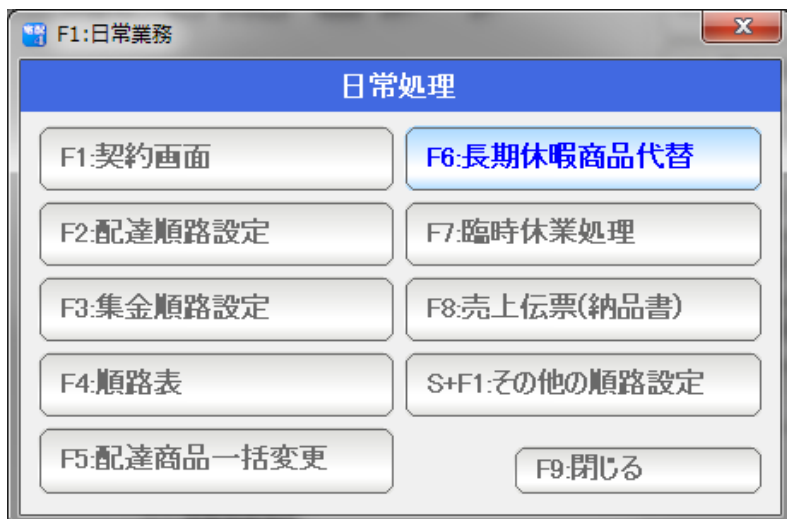 F1:日常業務
日常処理
F1:契約画面
F2:配達順路設定
F3:集金順路設定
F4:順路表
F5:配達商品一括変更
F6:長期休暇商品代替
F7:臨時休業処理
F8:売上伝票(納品書)
S+F1:その他の順路設定
F9:閉じる